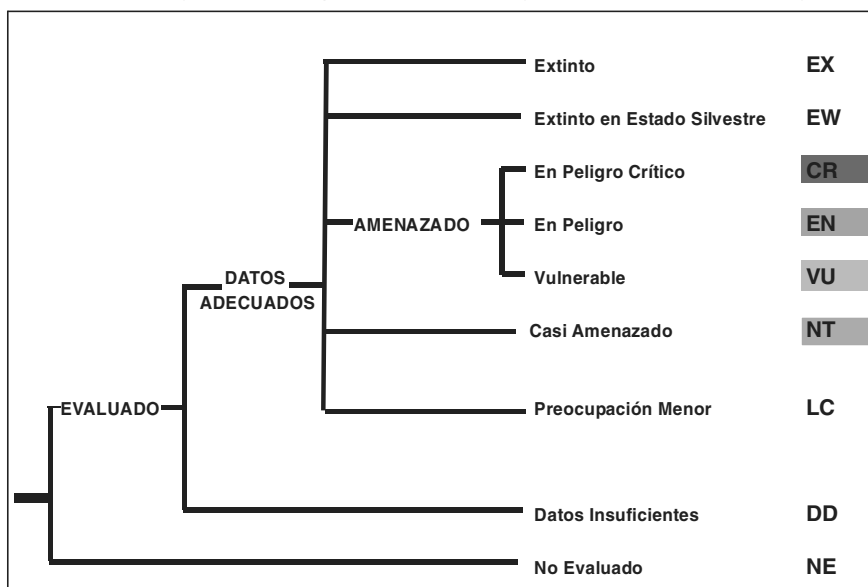 Extinto EX
Extinto en Estado Silvestre EW
En Peligro Crítico CR
AMENAZADO En Peligro EN
Vulnerable VU
DATOS
ADECUADOS
Casi Amenazado NT
EVALUADO Preocupación Menor LC
Datos Insuficientes DD
No Evaluado NE